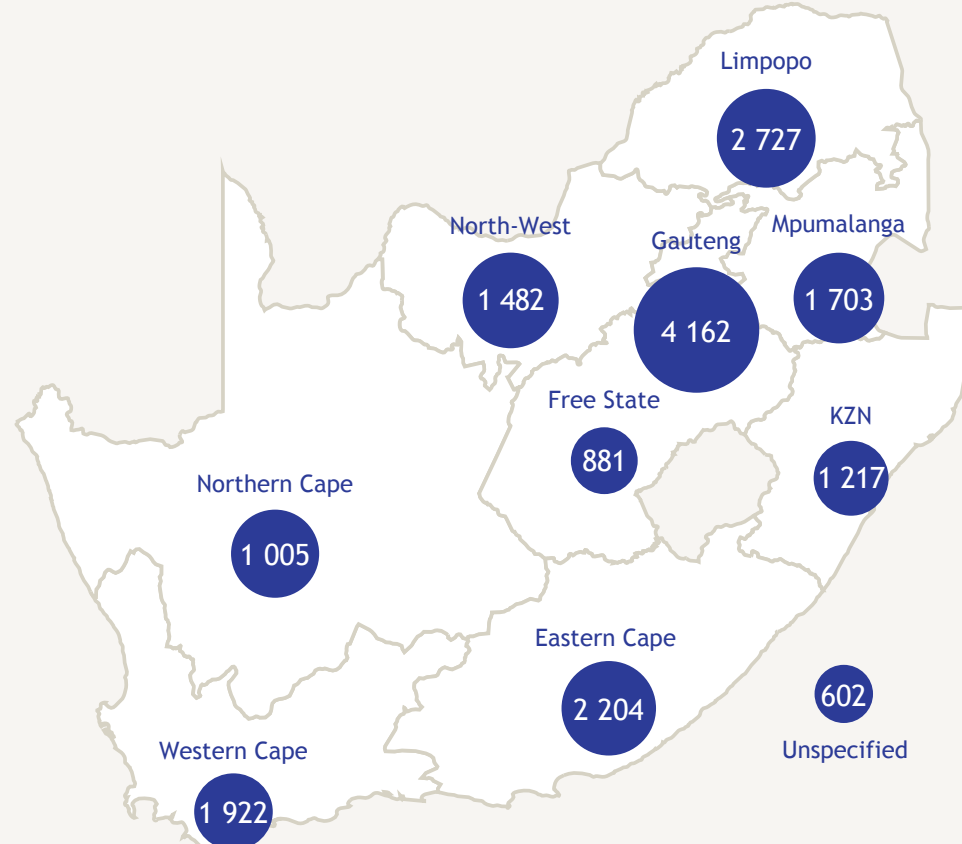 Limpopo
2 727
North-West
1 482
Gauteng
4 162
Mpumalanga
1 703
Free State
881
KZN
1 217
Northern Cape
1 005
Eastern Cape
2 204
602
Unspecified
Western Cape
1 922